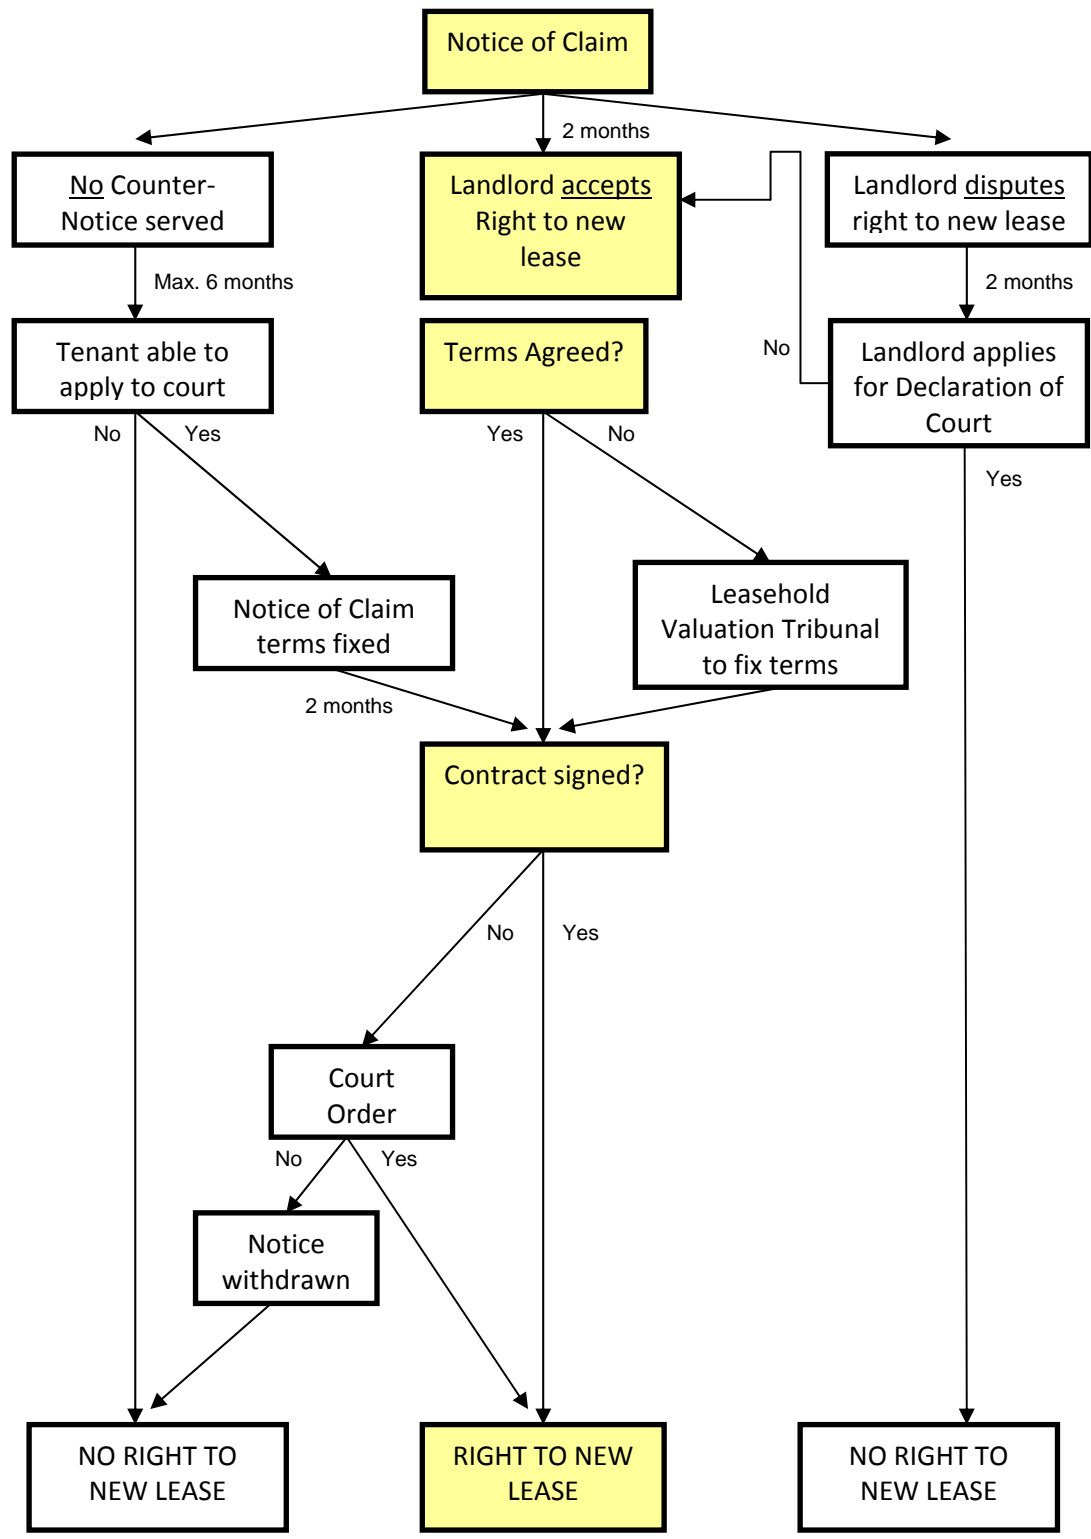 Notice of Claim
2 months
No Counter-
Notice served
Landlord accepts
Right to new
lease
Landlord disputes
right to new lease
Max. 6 months
2 months
Tenant able to
apply to court
Terms Agreed?
No
Landlord applies
for Declaration of
Court
No
Yes
Yes
No
Yes
Notice of Claim
terms fixed
Leasehold
Valuation Tribunal
to fix terms
2 months
Contract signed?
No
Yes
Court
Order
No
Yes
Notice
withdrawn
NO RIGHT TO
NEW LEASE
RIGHT TO NEW
LEASE
NO RIGHT TO
NEW LEASE